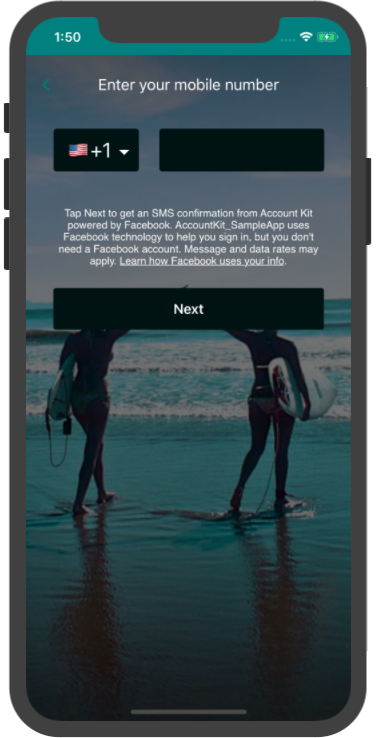 1:50
Enter your mobile number
+1
Tap Next to get an SMS confirmation from Account Kit
powered by Facebook. AccountKit_SampleApp uses
Facebook technology to help you sign in, but you don't
need a Facebook account. Message and data rates may
apply. Learn how Facebook uses your info.
Next